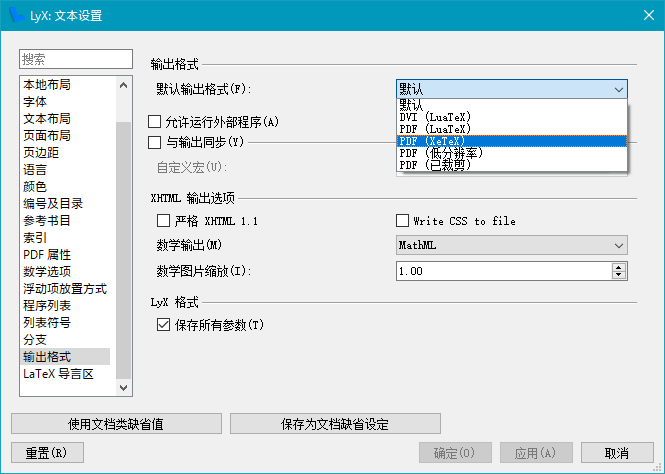 LyX: 文本设置
搜索
本地布局
字体
文本布局
页面布局
页边距
语言
颜色
编号及目录
参考书目
索引
PDF 属性
数学选项
浮动项放置方式
程序列表
列表符号
分支
输出格式
LaTeX 导言区
输出格式
默认输出格式(F):
默认
默认
DVI (LuaTeX)
PDF (LuaTeX)
PDF (XeTeX)
PDF (低分辨率)
PDF (已裁剪)
允许运行外部程序(A)
与输出同步(Y)
自定义宏(U):
XHTML 输出选项
严格 XHTML 1.1
Write CSS to file
数学输出(M)
MathML
数学图片缩放(I):
1.00
LyX 格式
保存所有参数(T)
使用文档类缺省值
保存为文档缺省设定
重置(R)
确定(O)
应用(A)
取消